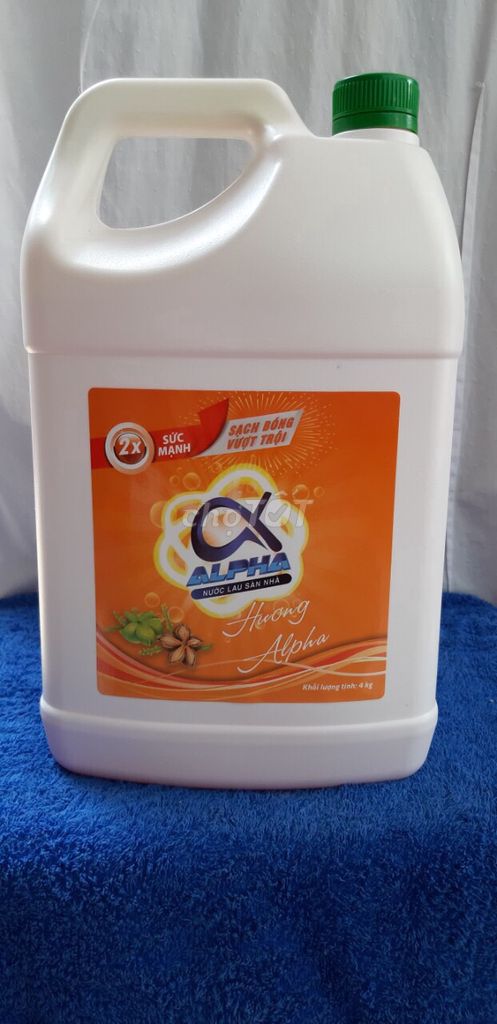 2x
SỨC
MẠNH
SẠCH BÓNG
VƯỢT TRỘI
chợTỐT
ALPHA
NƯỚC LAU SÀN NHÀ
Hương
Alpha
Khối lượng tịnh: 4 kg